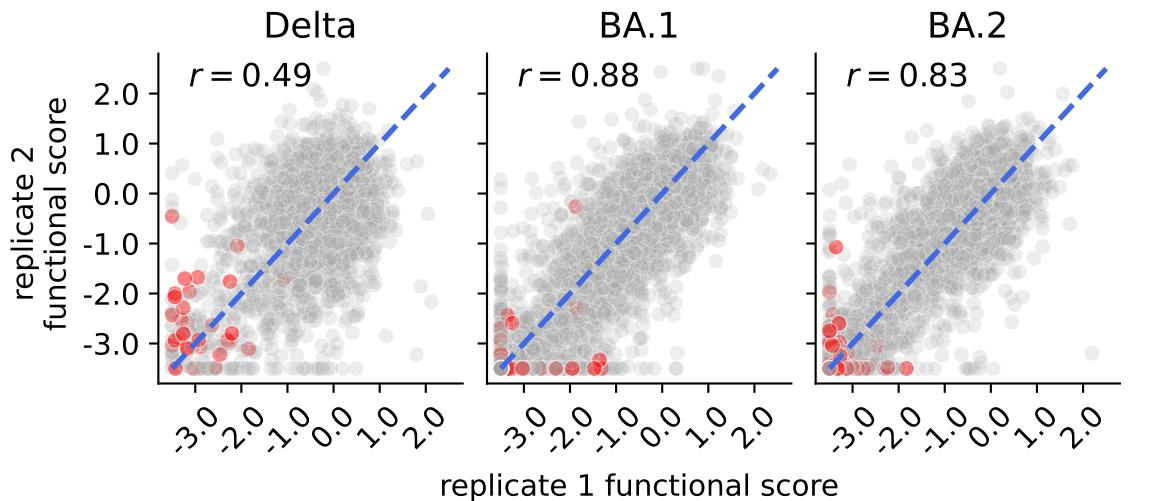 Delta
BA.1
BA.2
r = 0.49
r = 0.88
r = 0.83
replicate 2
functional score
2.0
1.0
0.0
-1.0
-2.0
-3.0
-3.0 -2.0 -1.0 0.0 1.0 2.0
-3.0 -2.0 -1.0 0.0 1.0 2.0
-3.0 -2.0 -1.0 0.0 1.0 2.0
replicate 1 functional score